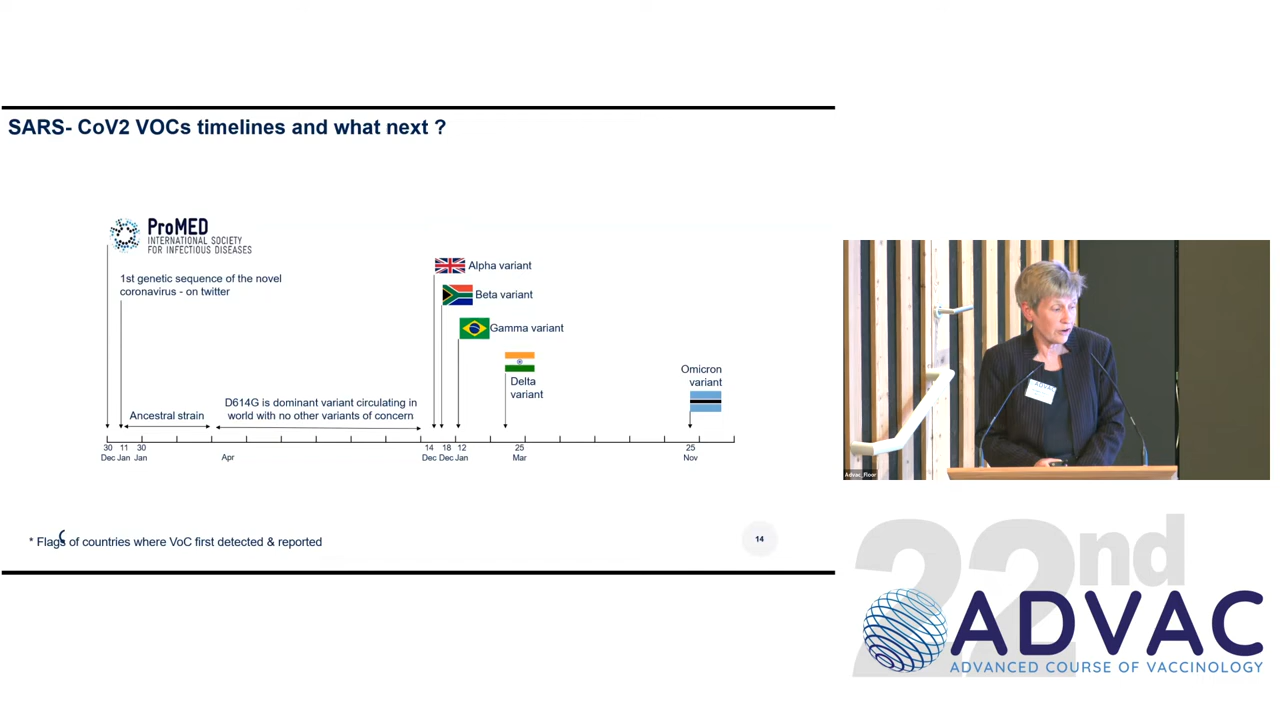 SARS- CoV2 VOCs timelines and what next ?
ProMED
INTERNATIONAL SOCIETY
FOR INFECTIOUS DISEASES
1st genetic sequence of the novel
coronavirus - on twitter
Alpha variant
Beta variant
Gamma variant
Delta
variant
Omicron
variant
Ancestral strain
D614G is dominant variant circulating in
world with no other variants of concern
30 11 30 14 18 12 25 25
Dec Jan Jan Apr Dec Dec Jan Mar Nov
* Flags of countries where VoC first detected & reported
14
ADVAC
Advac_Floor
22nd
ADVAC
ADVANCED COURSE OF VACCINOLOGY